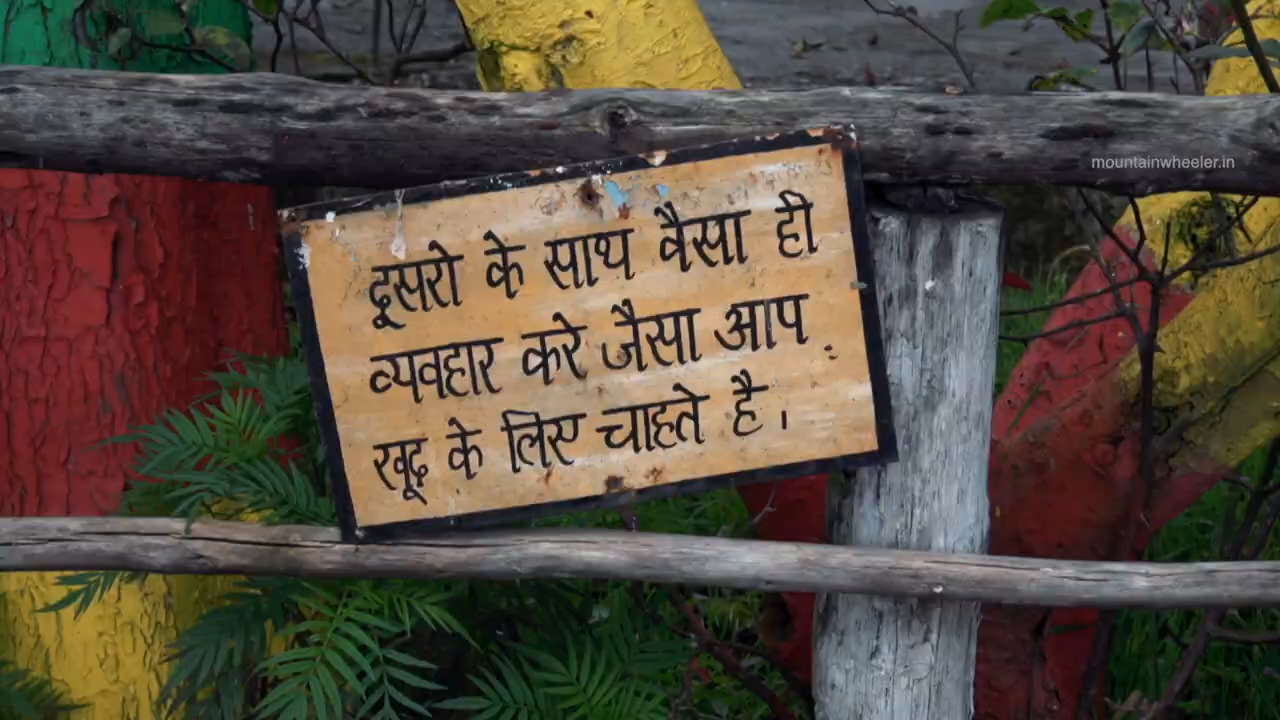 mountainwheeler.in
दूसरो के साथ वैसा ही
व्यवहार करे जैसा आप
खूद के लिए चाहते है।